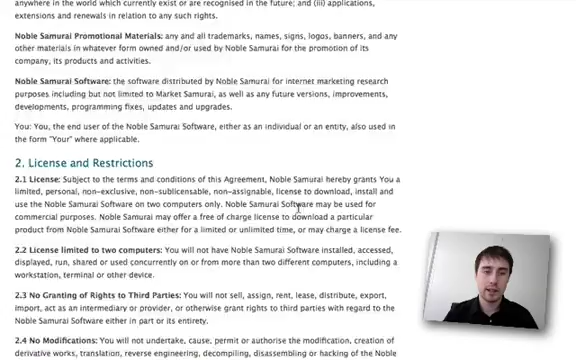 anywhere in the world which currently exist or are recognised in the future; and (iii) applications,
extensions and renewals in relation to any such rights.
Noble Samurai Promotional Materials: any and all trademarks, names, signs, logos, banners, and any
other materials in whatever form owned and/or used by Noble Samurai for the promotion of its
company, its products and activities.
Noble Samurai Software: the software distributed by Noble Samurai for internet marketing research
purposes including but not limited to Market Samurai, as well as any future versions, improvements,
developments, programming fixes, updates and upgrades.
You: You, the end user of the Noble Samurai Software, either as an individual or an entity, also used in
the form "Your" where applicable.
2. License and Restrictions
2.1 License: Subject to the terms and conditions of this Agreement, Noble Samurai hereby grants You a
limited, personal, non-exclusive, non-sublicensable, non-assignable, license to download, install and
use the Noble Samurai Software on two computers only. Noble Samurai Software may be used for
commercial purposes. Noble Samurai may offer a free of charge license to download a particular
product from Noble Samurai Software either for a limited or unlimited time, or may charge a license fee.
2.2 License limited to two computers: You will not have Noble Samurai Software installed, accessed,
displayed, run, shared or used concurrently on or from more than two different computers, including a
workstation, terminal or other device.
2.3 No Granting of Rights to Third Parties: You will not sell, assign, rent, lease, distribute, export,
import, act as an intermediary or provider, or otherwise grant rights to third parties with regard to the
Noble Samurai Software either in part or its entirety.
2.4 No Modifications: You will not undertake, cause, permit or authorise the modification, creation of
derivative works, translation, reverse engineering, decompiling, disassembling or hacking of the Noble